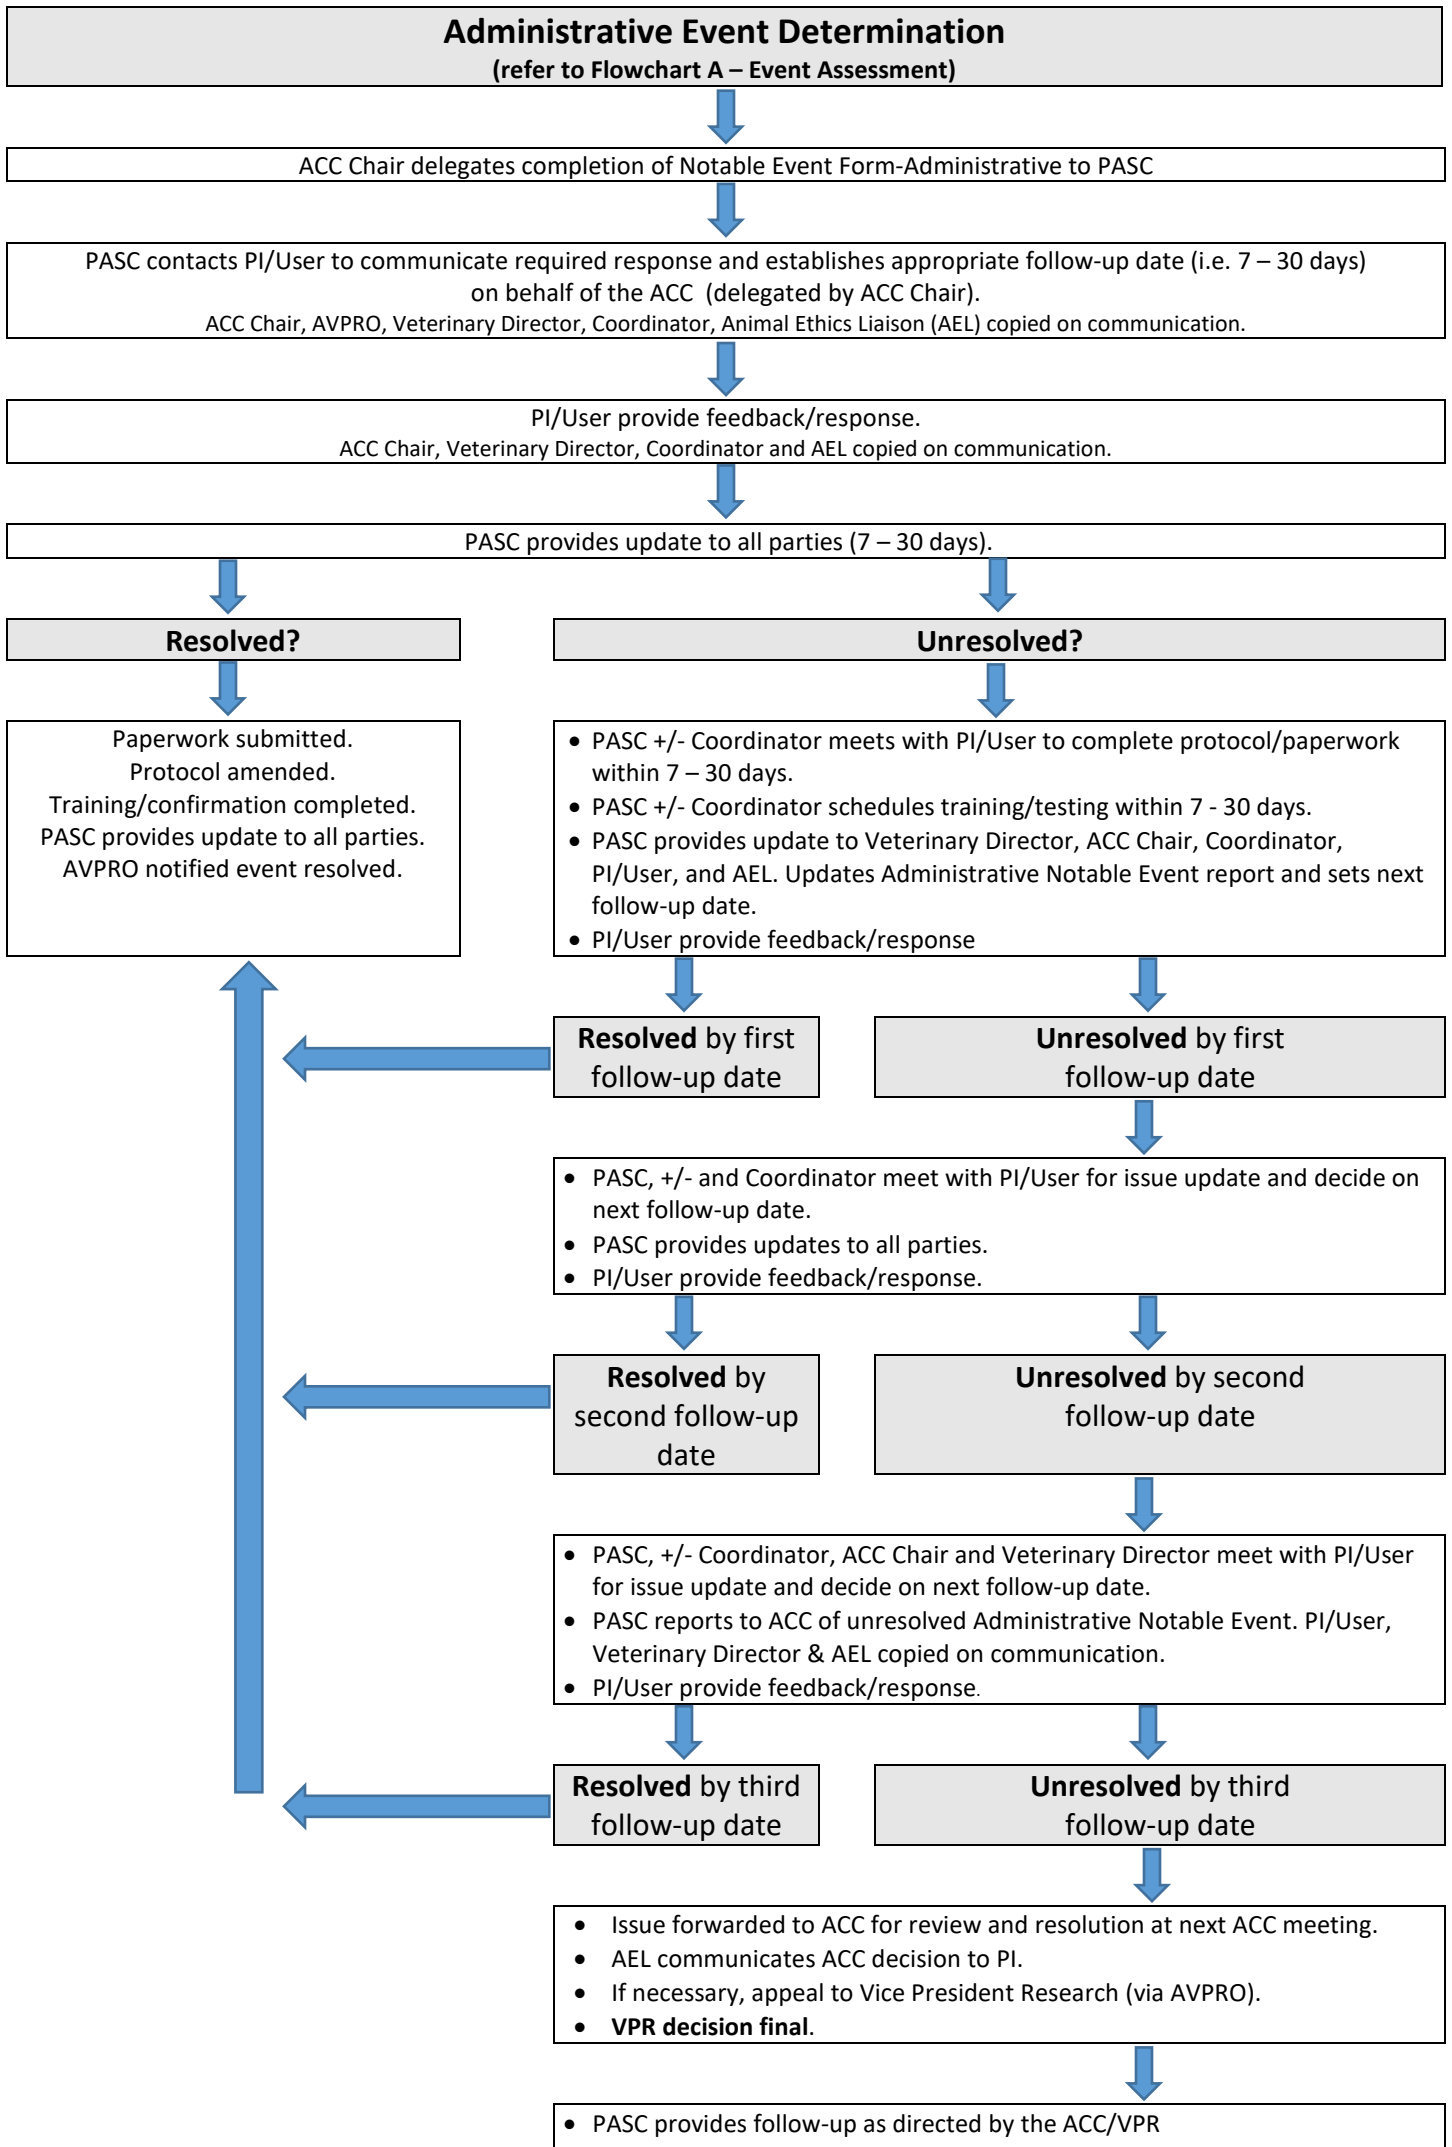 Administrative Event Determination
(refer to Flowchart A – Event Assessment)
ACC Chair delegates completion of Notable Event Form-Administrative to PASC
PASC contacts PI/User to communicate required response and establishes appropriate follow-up date (i.e. 7 – 30 days)
on behalf of the ACC (delegated by ACC Chair).
ACC Chair, AVPRO, Veterinary Director, Coordinator, Animal Ethics Liaison (AEL) copied on communication.
PI/User provide feedback/response.
ACC Chair, Veterinary Director, Coordinator and AEL copied on communication.
PASC provides update to all parties (7 – 30 days).
Resolved?
Paperwork submitted.
Protocol amended.
Training/confirmation completed.
PASC provides update to all parties.
AVPRO notified event resolved.
Unresolved?
• PASC +/- Coordinator meets with PI/User to complete protocol/paperwork
within 7 – 30 days.
• PASC +/- Coordinator schedules training/testing within 7 - 30 days.
• PASC provides update to Veterinary Director, ACC Chair, Coordinator,
PI/User, and AEL. Updates Administrative Notable Event report and sets next
follow-up date.
• PI/User provide feedback/response
Resolved by first
follow-up date
Unresolved by first
follow-up date
• PASC, +/- and Coordinator meet with PI/User for issue update and decide on
next follow-up date.
• PASC provides updates to all parties.
• PI/User provide feedback/response.
Resolved by
second follow-up
date
Unresolved by second
follow-up date
• PASC, +/- Coordinator, ACC Chair and Veterinary Director meet with PI/User
for issue update and decide on next follow-up date.
• PASC reports to ACC of unresolved Administrative Notable Event. PI/User,
Veterinary Director & AEL copied on communication.
• PI/User provide feedback/response.
Resolved by third
follow-up date
Unresolved by third
follow-up date
• Issue forwarded to ACC for review and resolution at next ACC meeting.
• AEL communicates ACC decision to PI.
• If necessary, appeal to Vice President Research (via AVPRO).
• VPR decision final.
• PASC provides follow-up as directed by the ACC/VPR